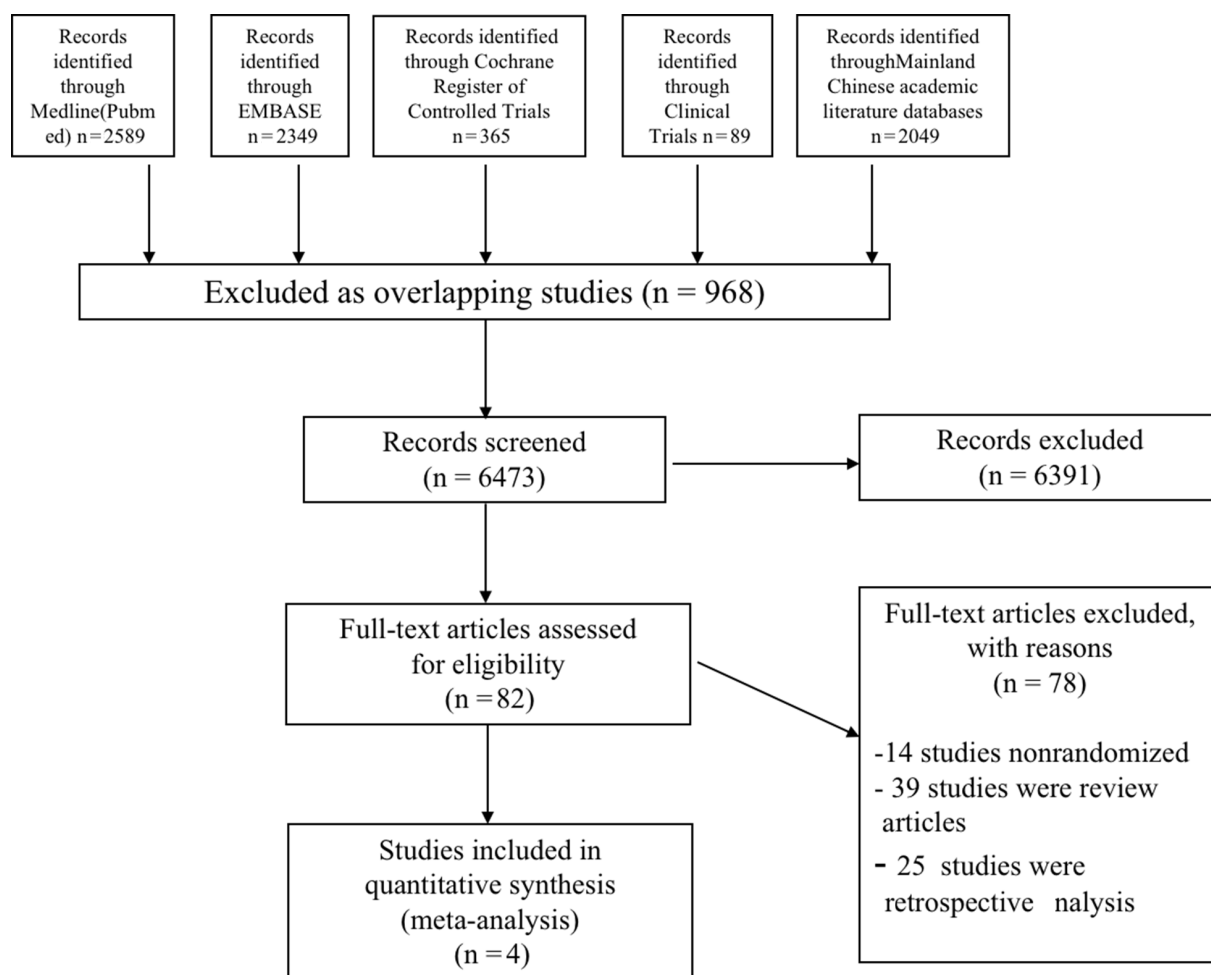 Records
identified
through
Medline(Pubm
ed) n=2589
Records
identified
through
EMBASE
n=2349
Records identified
through Cochrane
Register of
Controlled Trials
n=365
Records
identified
through
Clinical
Trials n=89
Records identified
throughMainland
Chinese academic
literature databases
n=2049
Excluded as overlapping studies (n = 968)
Records screened
(n = 6473)
Records excluded
(n = 6391)
Full-text articles assessed
for eligibility
(n =82)
Full-text articles excluded,
with reasons
(n = 78)
-14 studies nonrandomized
- 39 studies were review
articles
- 25 studies were
retrospective nalysis
Studies included in
quantitative synthesis
(meta-analysis)
(n =4)